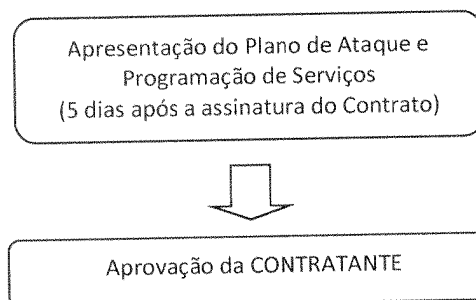 Apresentação do Plano de Ataque e
Programação de Serviços
(5 dias após a assinatura do Contrato)
Aprovação da CONTRATANTE